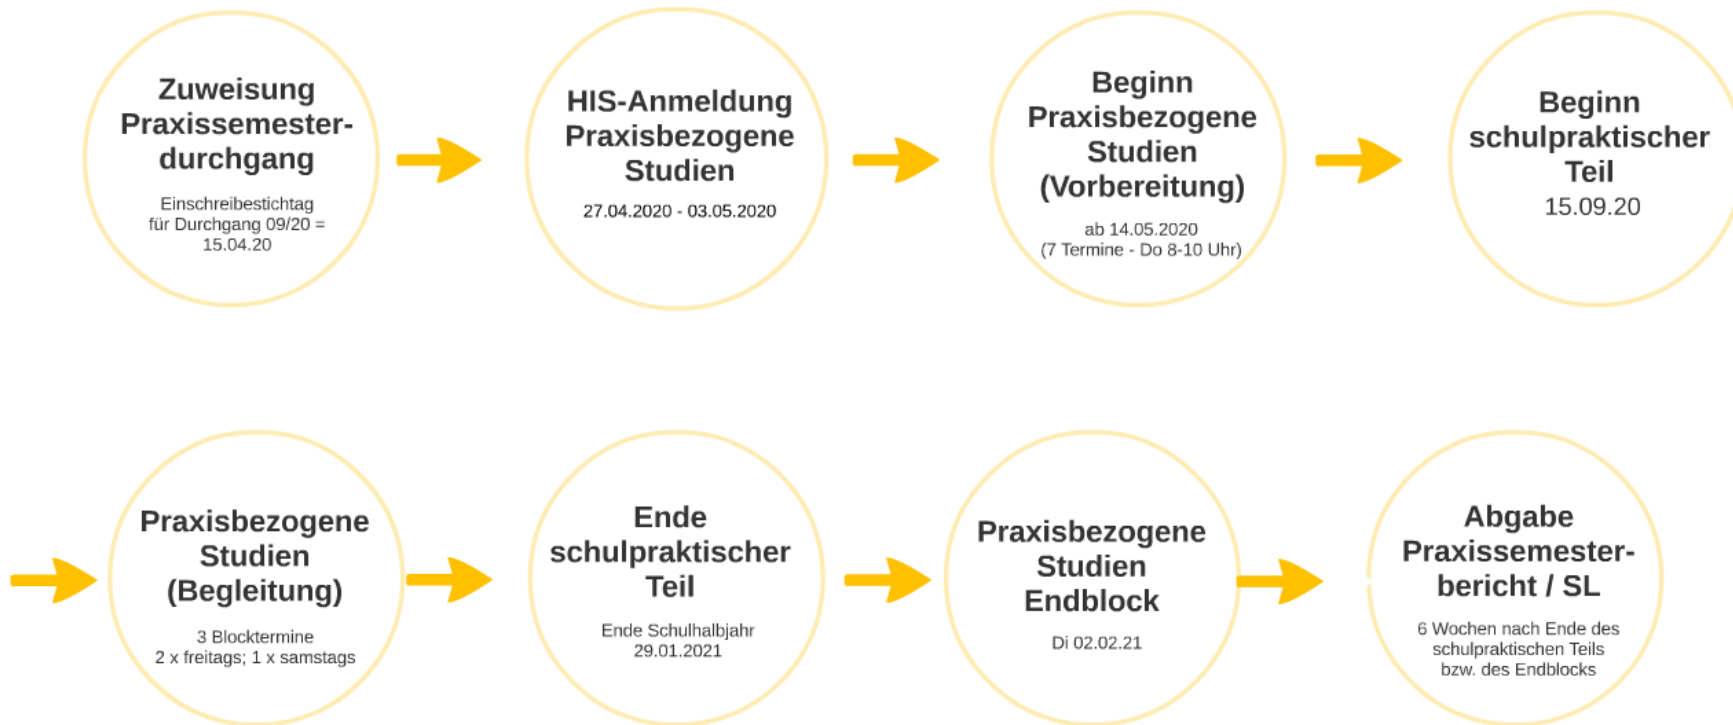 Zuweisung
Praxissemester-
durchgang
Einschreibestichtag
für Durchgang 09/20 =
15.04.20
HIS-Anmeldung
Praxisbezogene
Studien
27.04.2020 - 03.05.2020
Beginn
Praxisbezogene
Studien
(Vorbereitung)
ab 14.05.2020
(7 Termine - Do 8-10 Uhr)
Beginn
schulpraktischer
Teil
15.09.20
Praxisbezogene
Studien
(Begleitung)
3 Blocktermine
2 x freitags; 1 x samstags
Ende
schulpraktischer
Teil
Ende Schulhalbjahr
29.01.2021
Praxisbezogene
Studien
Endblock
Di 02.02.21
Abgabe
Praxissemester-
bericht / SL
6 Wochen nach Ende des
schulpraktischen Teils
bzw. des Endblocks